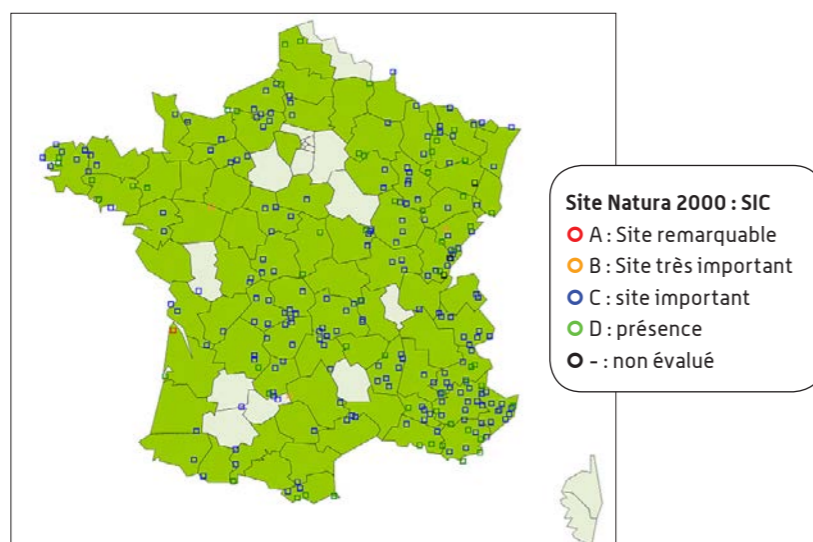 Site Natura 2000 : SIC
A : Site remarquable
B : Site très important
C : site important
D : présence
- : non évalué